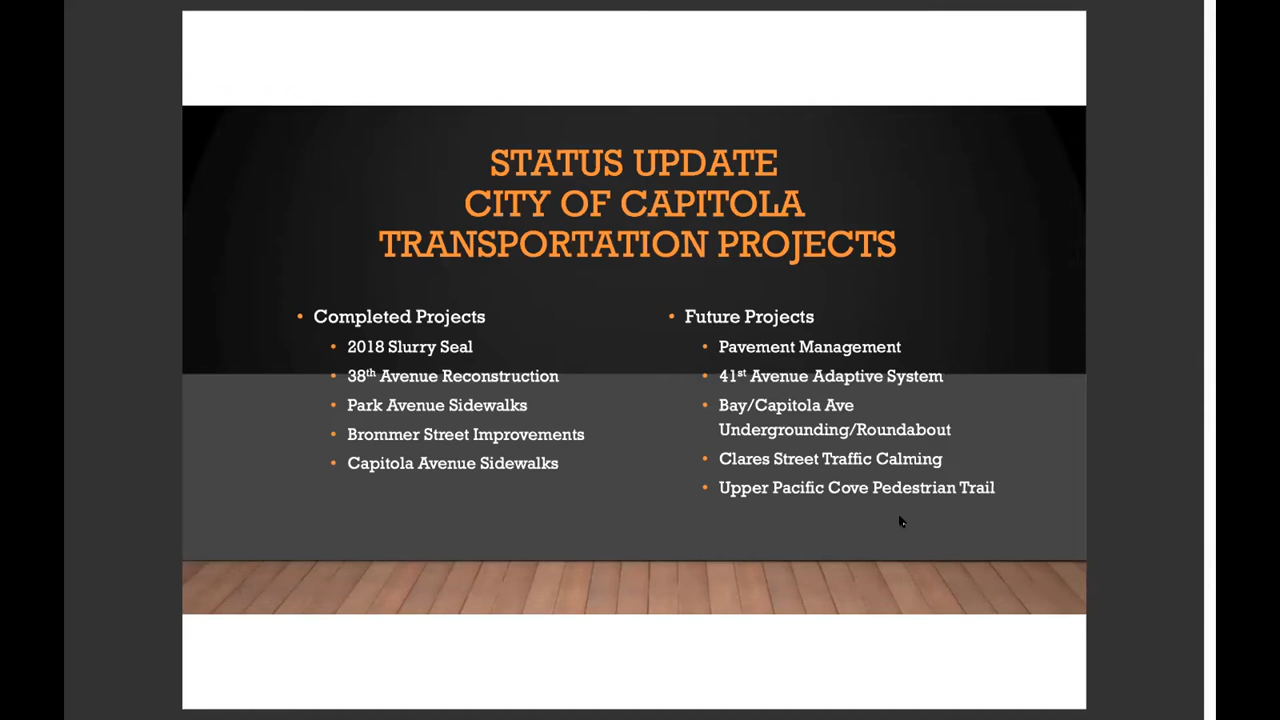 STATUS UPDATE
CITY OF CAPITOLA
TRANSPORTATION PROJECTS
• Completed Projects
• 2018 Slurry Seal
• 38th Avenue Reconstruction
• Park Avenue Sidewalks
• Brommer Street Improvements
• Capitola Avenue Sidewalks
• Future Projects
• Pavement Management
• 41st Avenue Adaptive System
• Bay/Capitola Ave
Undergrounding/Roundabout
• Clares Street Traffic Calming
• Upper Pacific Cove Pedestrian Trail